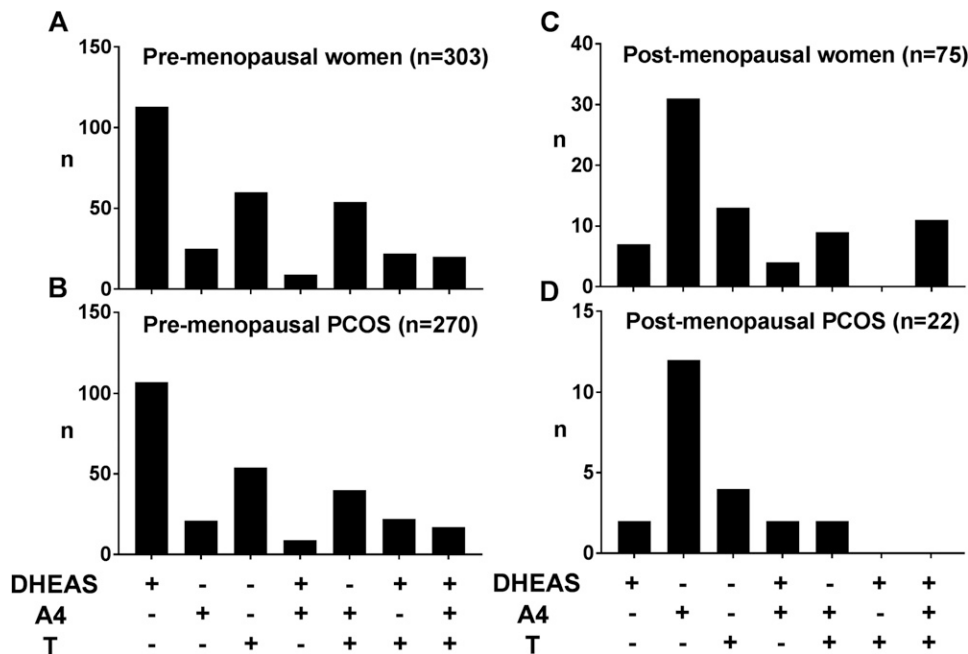 A
Pre-menopausal women (n=303)
150
100
n
50
0
B
Pre-menopausal PCOS (n=270)
150
100
n
50
0
C
Post-menopausal women (n=75)
40
30
n
20
10
0
D
Post-menopausal PCOS (n=22)
15
10
n
5
0
DHEAS + - - + - + +
A4 - + - + + - +
T - - + - + + +
DHEAS + - - + - + +
A4 - + - + + - +
T - - + - + + +